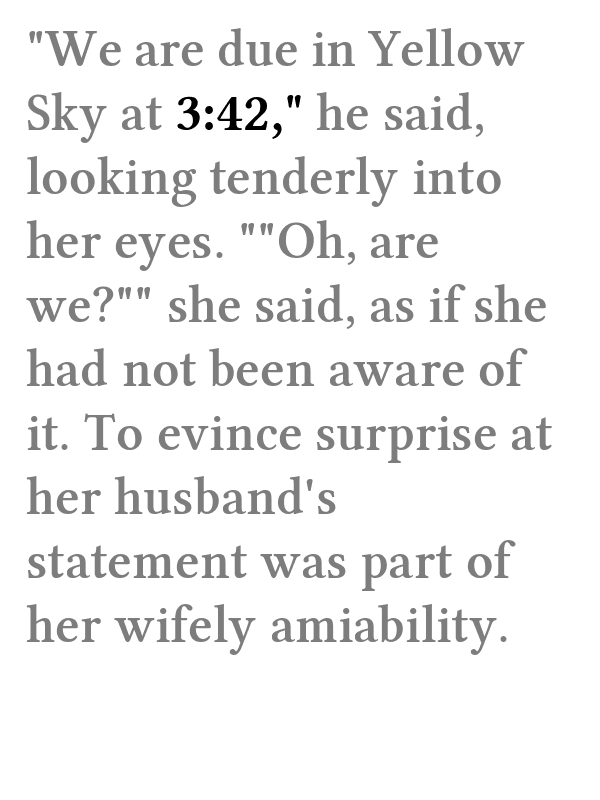 "We are due in Yellow
Sky at 3:42," he said,
looking tenderly into
her eyes. ""Oh, are
we?"" she said, as if she
had not been aware of
it. To evince surprise at
her husband's
statement was part of
her wifely amiability.